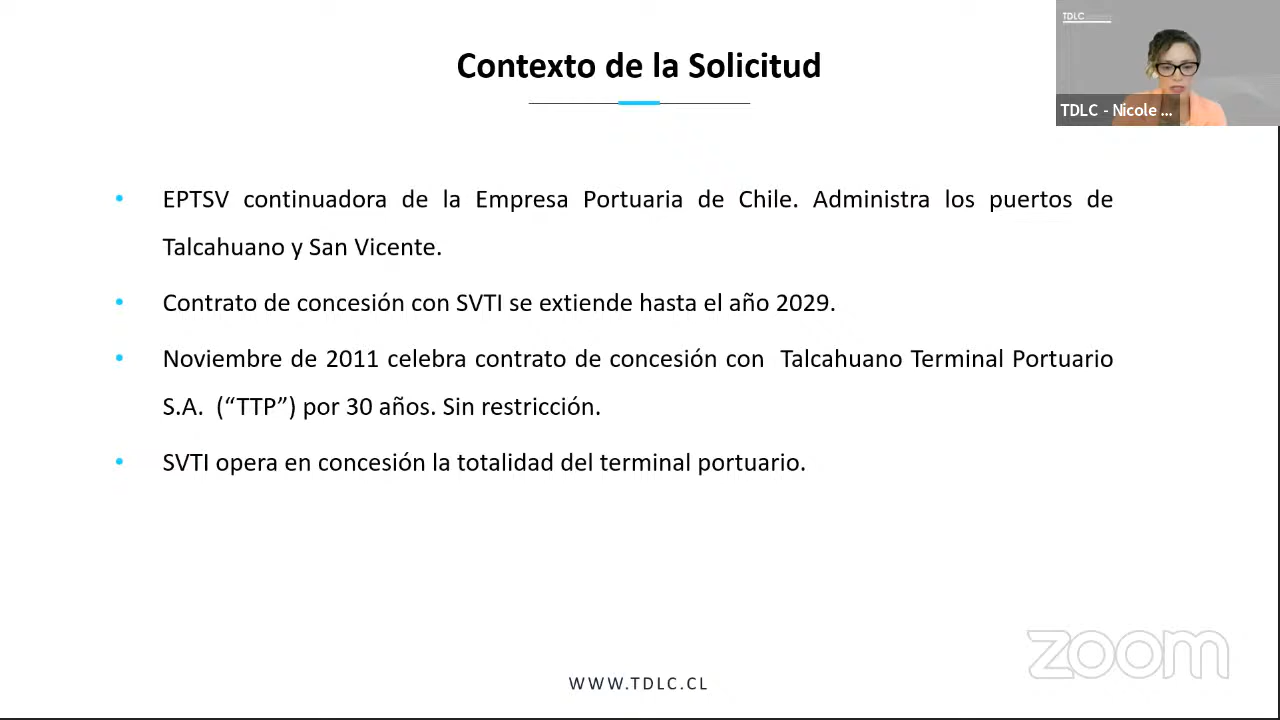 Contexto de la Solicitud
TDLC
TDLC - Nicole ...
• EPTSV continuadora de la Empresa Portuaria de Chile. Administra los puertos de
Talcahuano y San Vicente.
• Contrato de concesión con SVTI se extiende hasta el año 2029.
• Noviembre de 2011 celebra contrato de concesión con Talcahuano Terminal Portuario
S.A. (“TTP”) por 30 años. Sin restricción.
• SVTI opera en concesión la totalidad del terminal portuario.
zoom
WWW.TDLC.CL